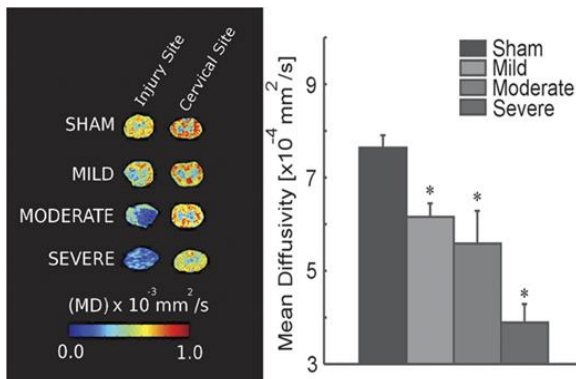 Injury Site
Cervical Site
SHAM
MILD
MODERATE
SEVERE
(MD) x 10⁻³ mm²/s
0.0 1.0
Mean Diffusivity [x10⁻⁴ mm²/s]
9
7
5
3
Sham
Mild
Moderate
Severe
*
*
*